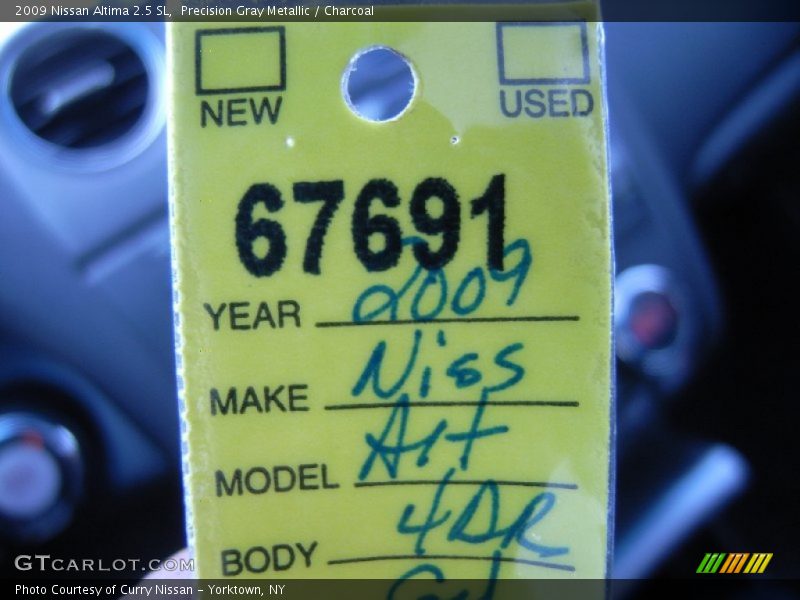 2009 Nissan Altima 2.5 SL, Precision Gray Metallic / Charcoal
NEW USED
67691
YEAR 2009
MAKE Niss
MODEL Alt
BODY 4DR
GTCARLOT.COM
Photo Courtesy of Curry Nissan - Yorktown, NY